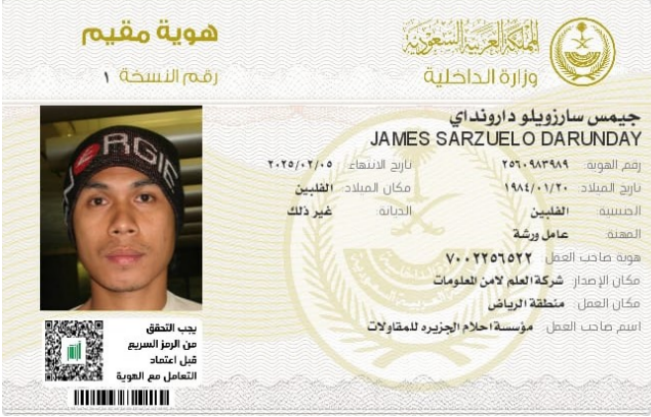 هوية مقيم
رقم النسخة ١
المملكة العربية السعودية
وزارة الداخلية
جيمس سارزويلو دارونداي
JAMES SARZUELO DARUNDAY
رقم الهوية ٢٥٦٠٩٨٣٩٨٩ تاريخ الانتهاء ٢٠٢٥/٠٢/٠٥
تاريخ الميلاد ١٩٨٤/٠١/٢٠ مكان الميلاد الفلبين
الجنسية الفلبين الديانة غير ذلك
المهنة عامل ورشة
هوية صاحب العمل ٧٠٠٢٢٥٦٥٢٢
مكان الإصدار شركة العلم لامن المعلومات
مكان العمل منطقة الرياض
اسم صاحب العمل مؤسسة احلام الجزيره للمقاولات
يجب التحقق
من الرمز السريع
قبل اعتماد
التعامل مع الهوية